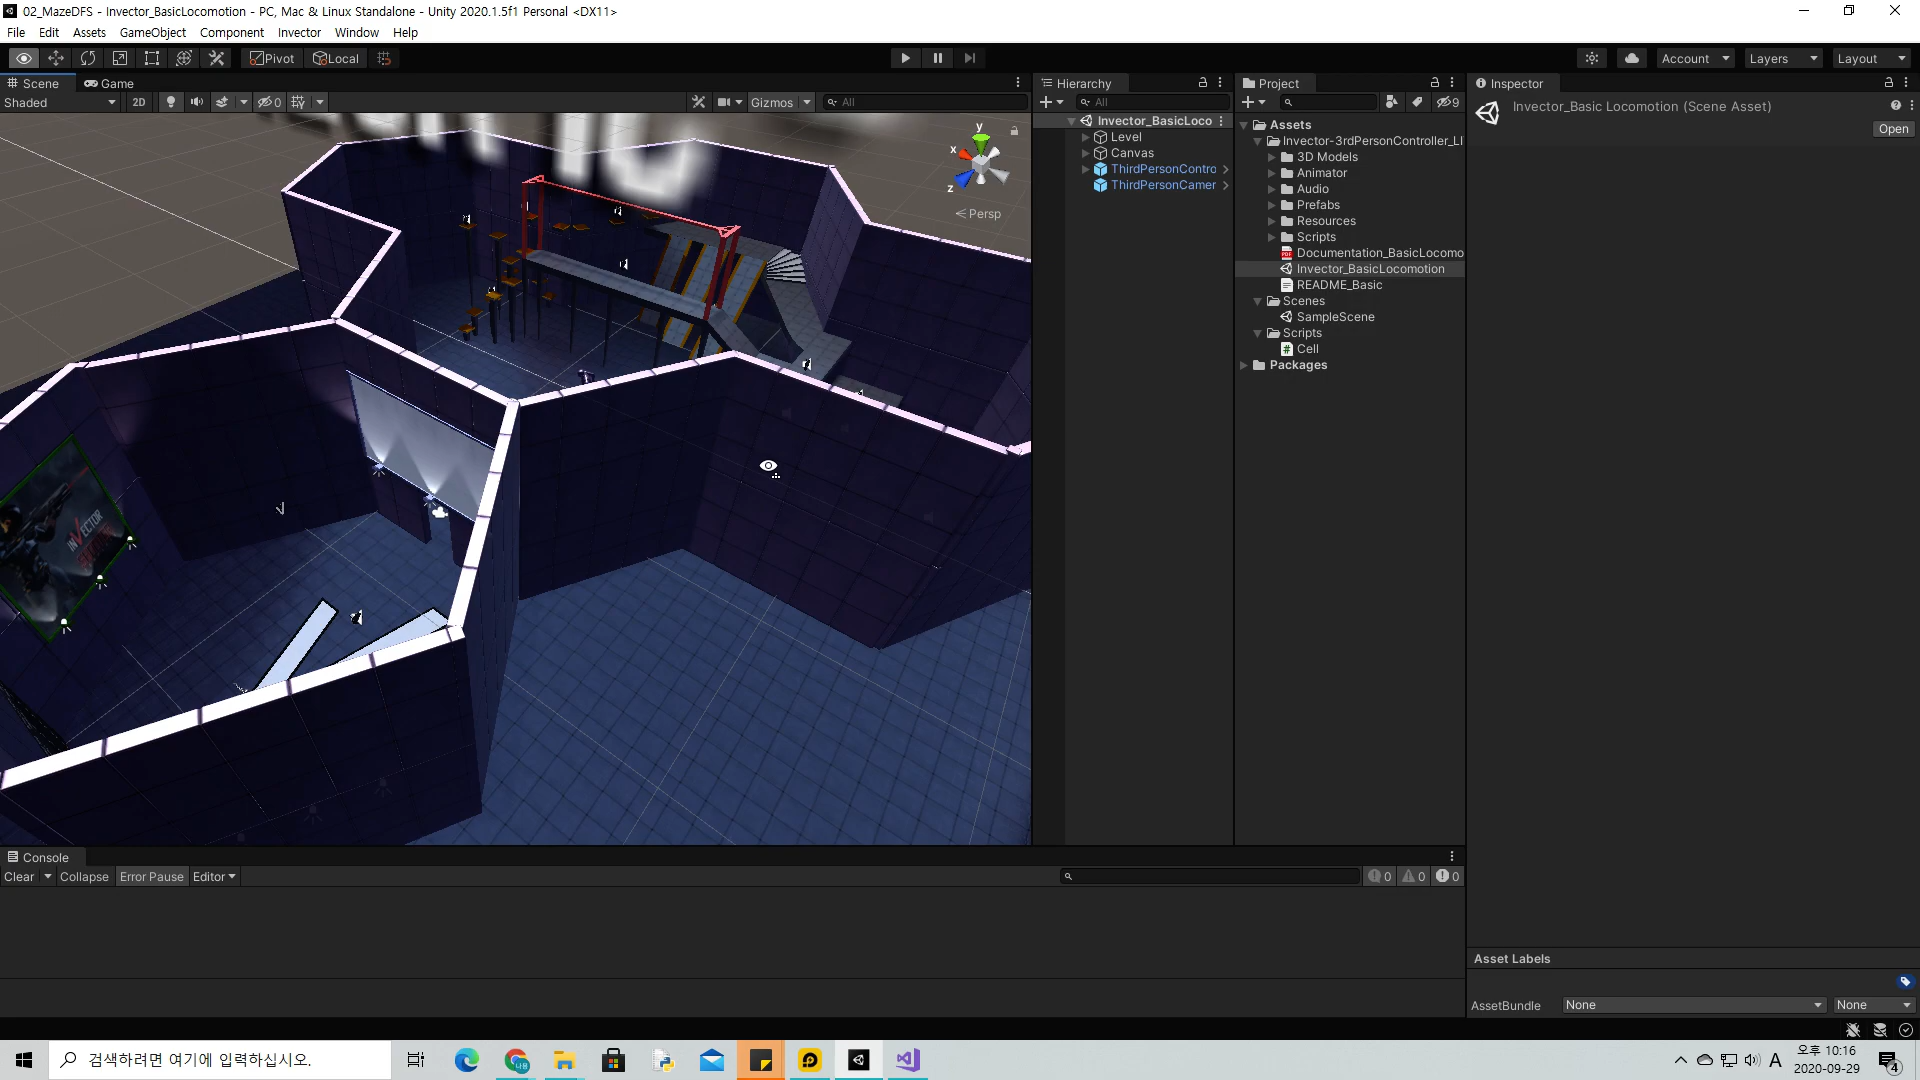 02_MazeDFS - Invector_BasicLocomotion - PC, Mac & Linux Standalone - Unity 2020.1.5f1 Personal <DX11>
File Edit Assets GameObject Component Invector Window Help
Pivot Local Account Layers Layout
Scene Game
Shaded 2D 0 Gizmos All
y
x
z
Persp
INVECTOR
Hierarchy
All
Invector_BasicLoco
Level
Canvas
ThirdPersonContro
ThirdPersonCamer
Project
9
Assets
Invector-3rdPersonController_LI
3D Models
Animator
Audio
Prefabs
Resources
Scripts
Documentation_BasicLocomo
Invector_BasicLocomotion
README_Basic
Scenes
SampleScene
Scripts
Cell
Packages
Inspector
Invector_Basic Locomotion (Scene Asset)
Open
Console
Clear Collapse Error Pause Editor 0 0 0
Asset Labels
AssetBundle None None
검색하려면 여기에 입력하십시오.
A 오후 10:16
2020-09-29 4